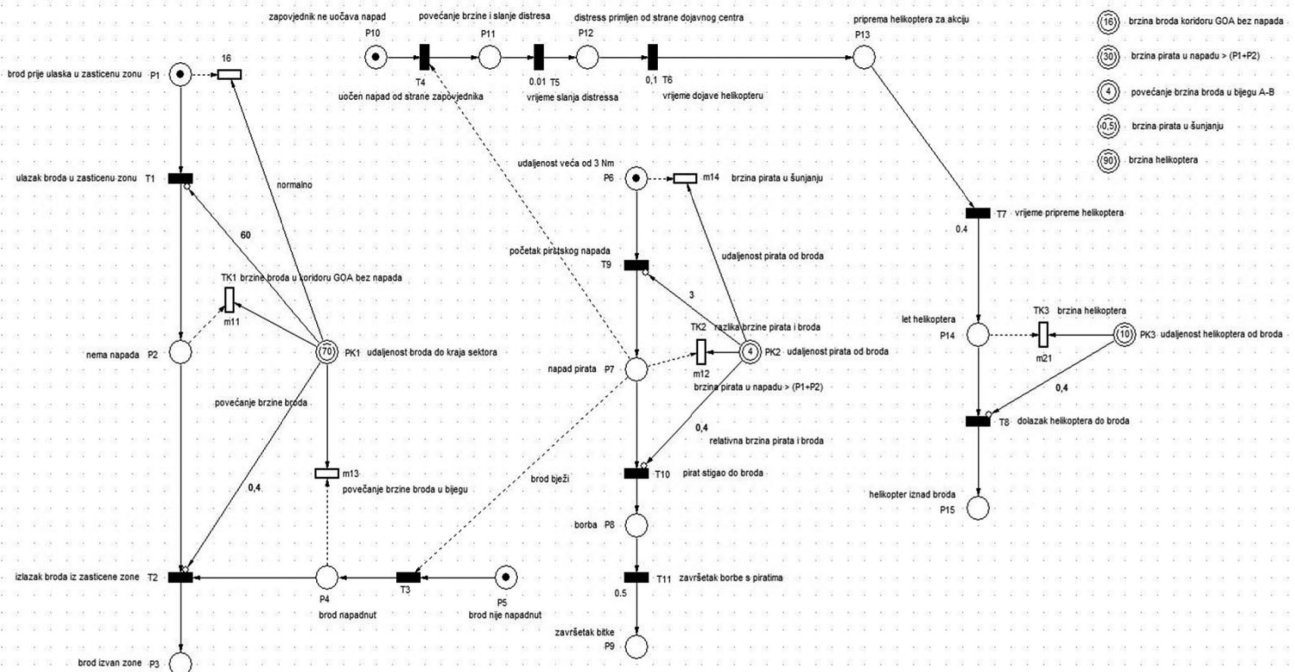 zapovjednik ne uočava napad
P10
T4
uočen napad od strane zapovjednika
povećanje brzine i slanje distresa
P11
0.01 T5
vrijeme slanja distressa
distress primljen od strane dojavnog centra
P12
0,1 T6
vrijeme dojave helikopteru
priprema helikoptera za akciju
P13
16 brzina broda koridoru GOA bez napada
30 brzina pirata u napadu > (P1+P2)
4 povećanje brzina broda u bijegu A-B
-0,5 brzina pirata u šunjanju
90 brzina helikoptera
brod prije ulaska u zasticenu zonu P1
16
ulazak broda u zasticenu zonu T1
normalno
60
TK1 brzine broda u koridoru GOA bez napada
m11
nema napada P2
70 PK1 udaljenost broda do kraja sektora
povećanje brzine broda
m13
povečanje brzine broda u bijegu
0,4
izlazak broda iz zasticene zone T2
P4
brod napadnut
T3
P5
brod nije napadnut
brod izvan zone P3
brod bježi
udaljenost veća od 3 Nm
P6
m14 brzina pirata u šunjanju
početak piratskog napada
T9
udaljenost pirata od broda
3
TK2 razlika brzine pirata i broda
m12
4 PK2 udaljenost pirata od broda
napad pirata P7
brzina pirata u napadu > (P1+P2)
0,4
relativna brzina pirata i broda
T10 pirat stigao do broda
borba P8
T11 završetak borbe s piratima
0.5
završetak bitke
P9
T7 vrijeme pripreme helikoptera
0.4
let helikoptera
P14
TK3 brzina helikoptera
m21
10 PK3 udaljenost helikoptera od broda
0,4
T8 dolazak helikoptera do broda
helikopter iznad broda
P15